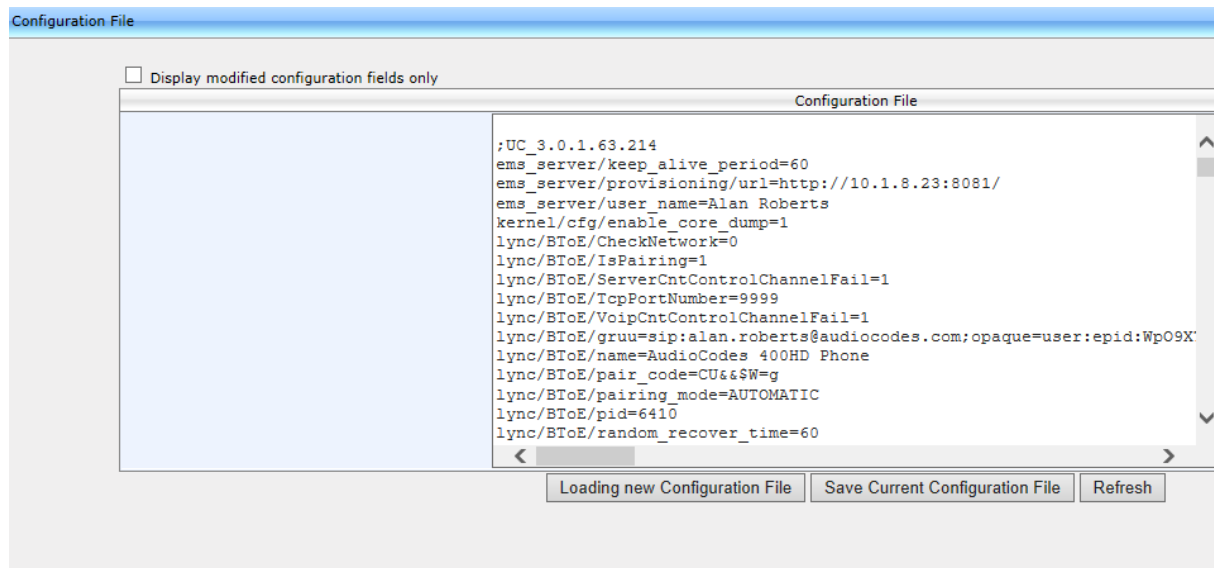 Configuration File
Display modified configuration fields only
Configuration File
;UC_3.0.1.63.214
ems_server/keep_alive_period=60
ems_server/provisioning/url=http://10.1.8.23:8081/
ems_server/user_name=Alan Roberts
kernel/cfg/enable_core_dump=1
lync/BToE/CheckNetwork=0
lync/BToE/IsPairing=1
lync/BToE/ServerCntControlChannelFail=1
lync/BToE/TcpPortNumber=9999
lync/BToE/VoipCntControlChannelFail=1
lync/BToE/gruu=sip:alan.roberts@audiocodes.com;opaque=user:epid:WpO9X
lync/BToE/name=AudioCodes 400HD Phone
lync/BToE/pair_code=CU&&$W=g
lync/BToE/pairing_mode=AUTOMATIC
lync/BToE/pid=6410
lync/BToE/random_recover_time=60
Loading new Configuration File Save Current Configuration File Refresh